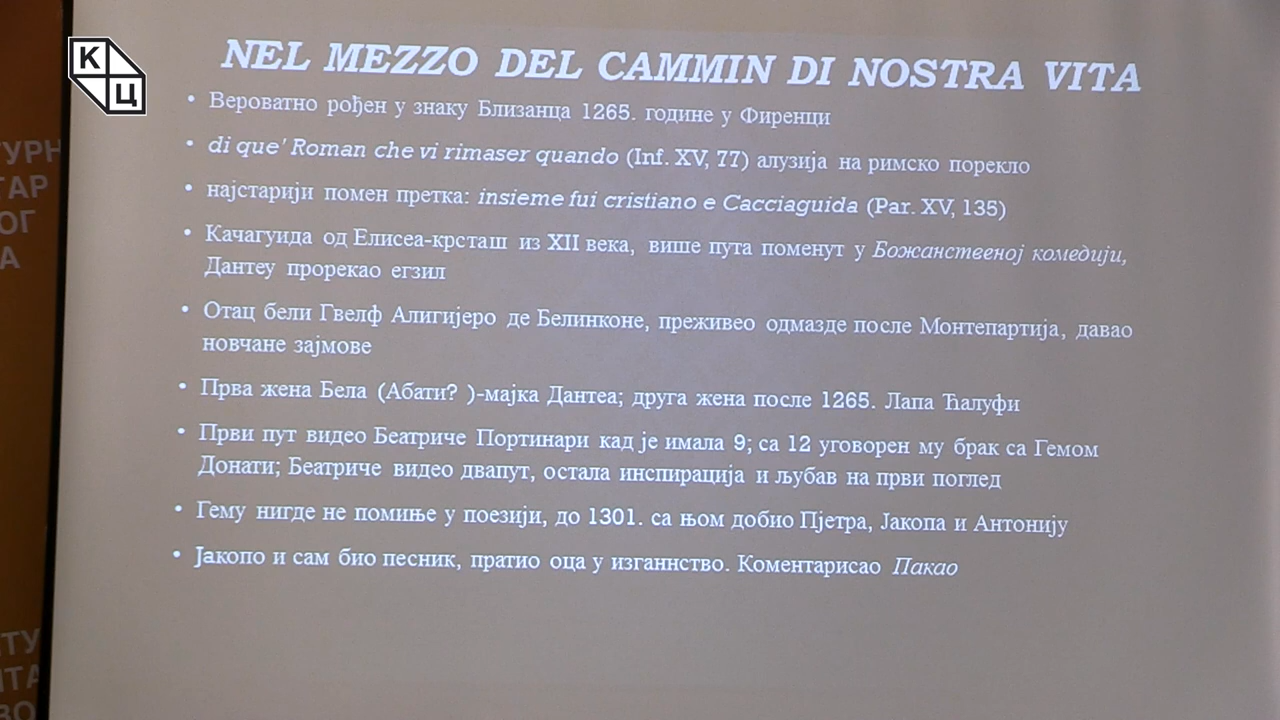 К
Ц
NEL MEZZO DEL CAMMIN DI NOSTRA VITA
• Вероватно рођен у знаку Близанца 1265. године у Фиренци
• di que' Roman che vi rimaser quando (Inf. XV, 77) алузија на римско порекло
• најстарији помен претка: insieme fui cristiano e Cacciaguida (Par. XV, 135)
• Качагуида од Елисеа-крсташ из XII века, више пута поменут у Божанственој комедији,
Дантеу прорекао егзил
• Отац бели Гвелф Алигијеро де Белинконе, преживео одмазде после Монтепартија, давао
новчане зајмове
• Прва жена Бела (Абати? )-мајка Дантеа; друга жена после 1265. Лапа Ћалуфи
• Први пут видео Беатриче Портинари кад је имала 9; са 12 уговорен му брак са Гемом
Донати; Беатриче видео двапут, остала инспирација и љубав на први поглед
• Гему нигде не помиње у поезији, до 1301. са њом добио Пјетра, Јакопа и Антонију
• Јакопо и сам био песник, пратио оца у изганнство. Коментарисао Пакао